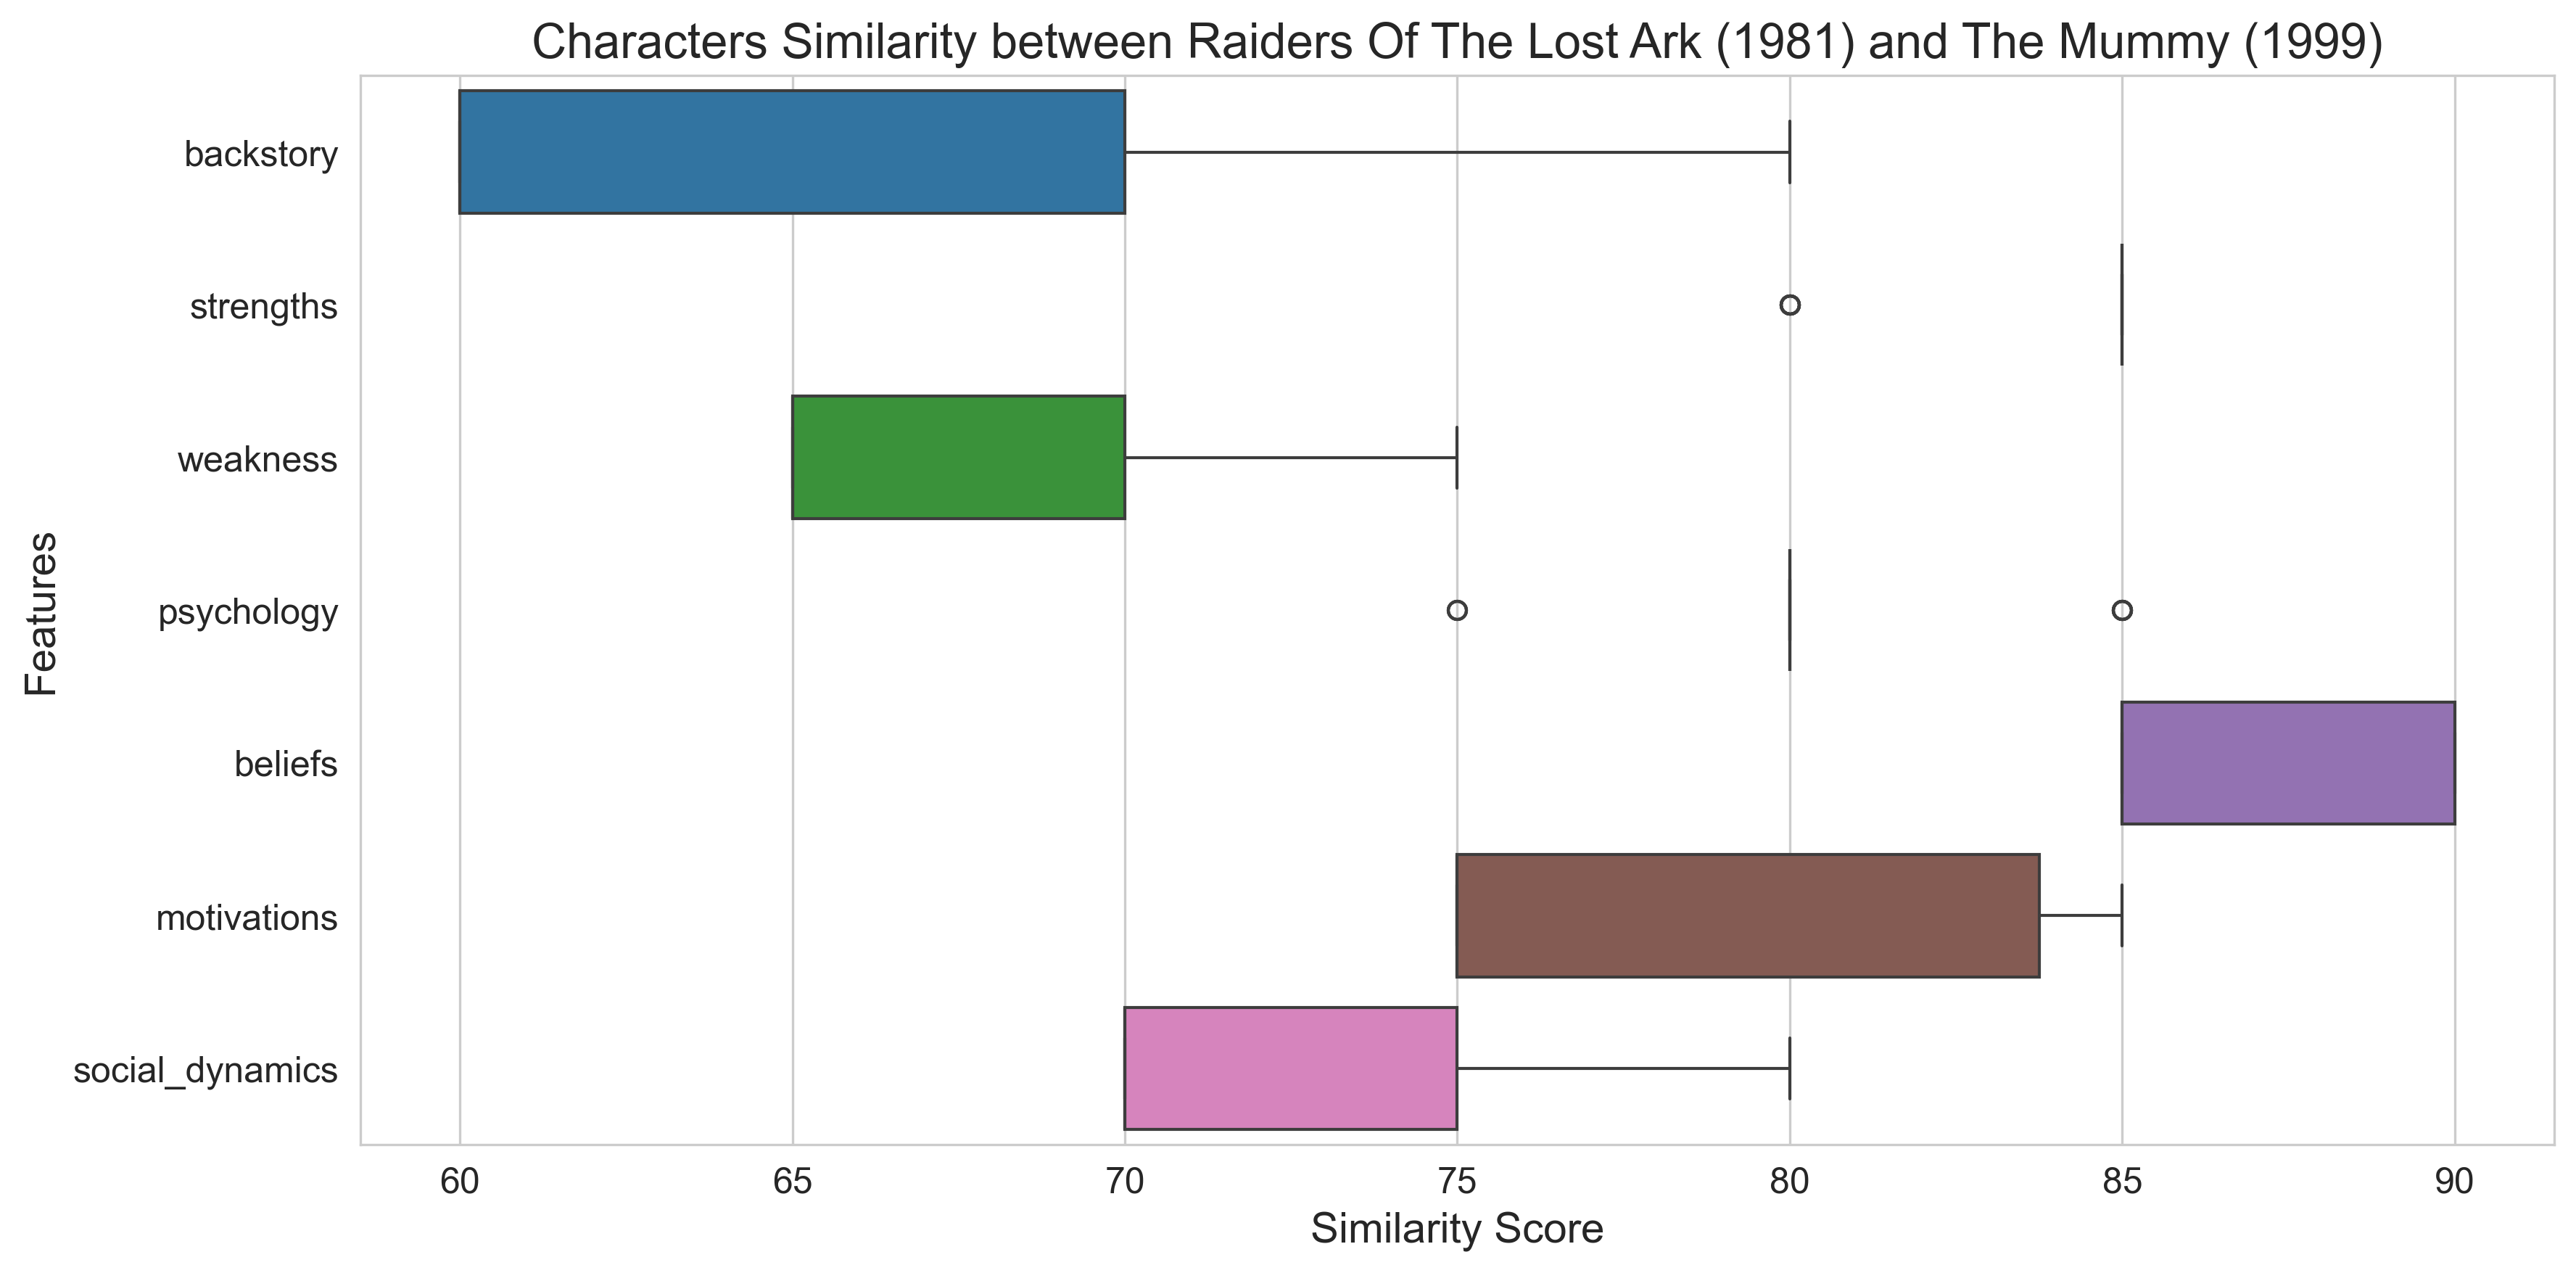 Characters Similarity between Raiders Of The Lost Ark (1981) and The Mummy (1999)
backstory
strengths
weakness
psychology
beliefs
motivations
social_dynamics
Features
60 65 70 75 80 85 90
Similarity Score